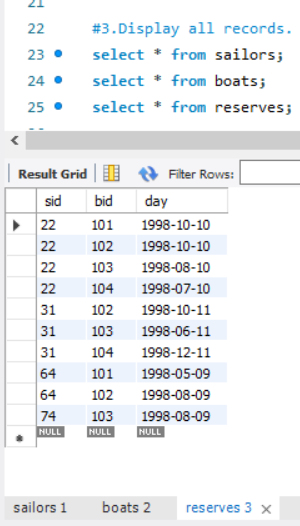 21
22 #3.Display all records.
23 select * from sailors;
24 select * from boats;
25 select * from reserves;
Result Grid Filter Rows:
sid bid day
22 101 1998-10-10
22 102 1998-10-10
22 103 1998-08-10
22 104 1998-07-10
31 102 1998-10-11
31 103 1998-06-11
31 104 1998-12-11
64 101 1998-05-09
64 102 1998-08-09
74 103 1998-08-09
NULL NULL NULL
sailors 1 boats 2 reserves 3